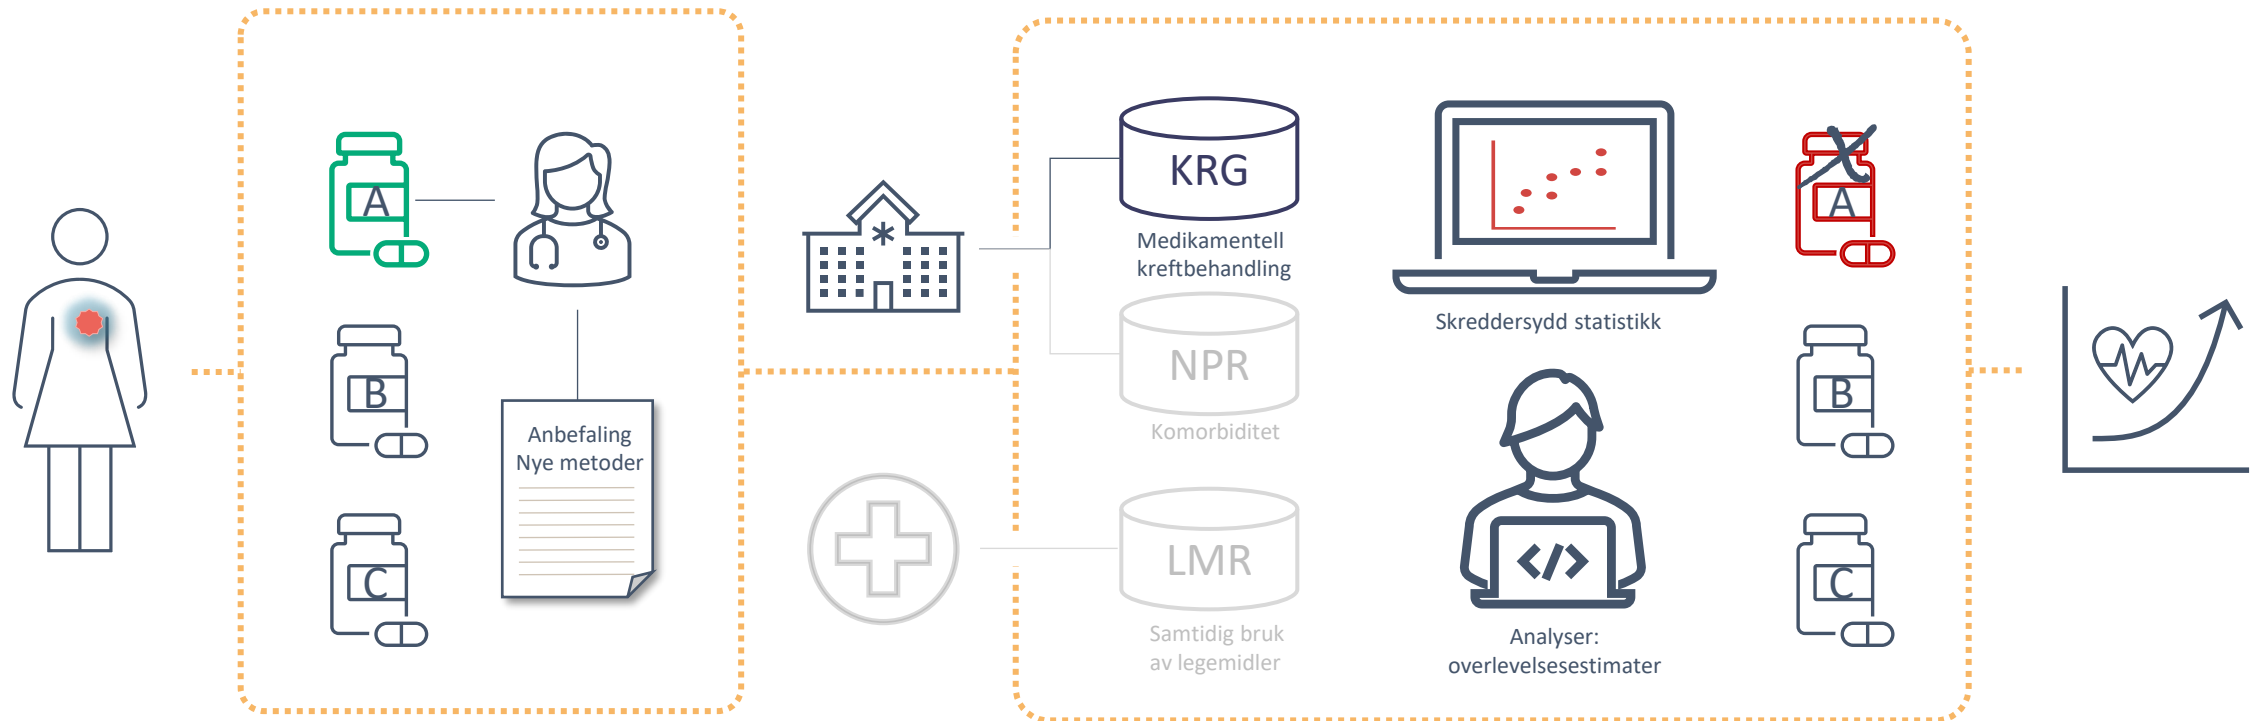 A
B
C
Anbefaling
Nye metoder
KRG
Medikamentell
kreftbehandling
NPR
Komorbiditet
LMR
Samtidig bruk
av legemidler
Skreddersydd statistikk
</>
Analyser:
overlevelsesestimater
A
B
C